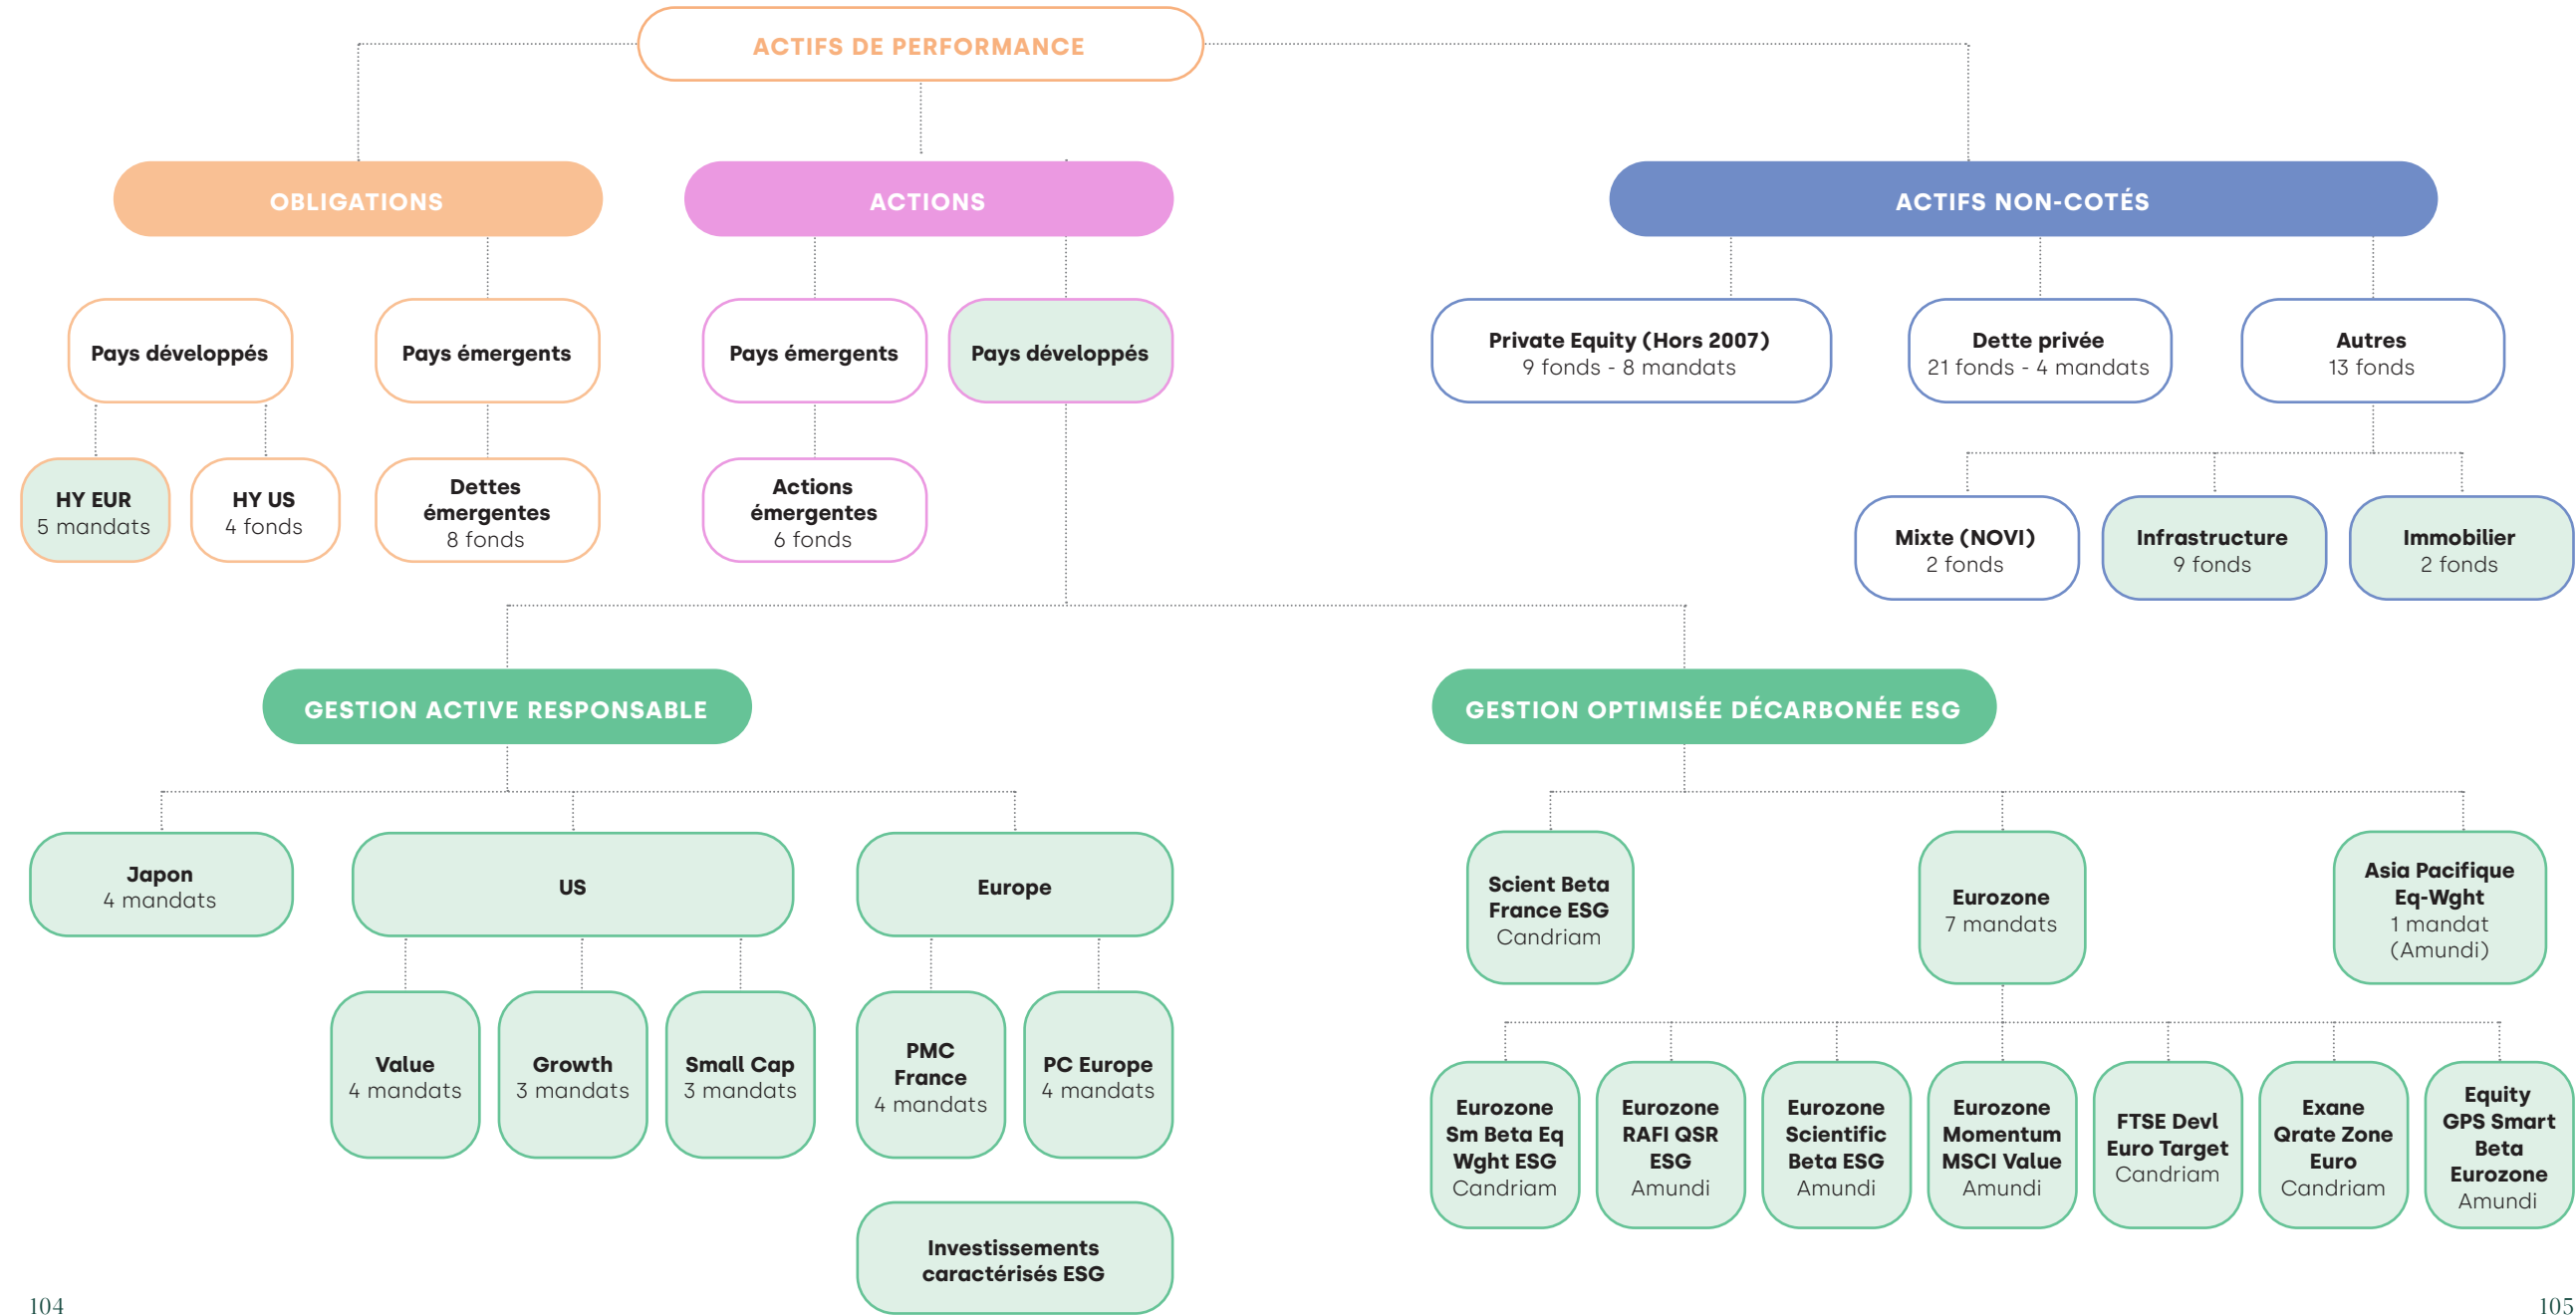 ACTIFS DE PERFORMANCE
OBLIGATIONS
ACTIONS
ACTIFS NON-COTÉS
Pays développés
Pays émergents
Pays émergents
Pays développés
Private Equity (Hors 2007)
9 fonds - 8 mandats
Dette privée
21 fonds - 4 mandats
Autres
13 fonds
HY EUR
5 mandats
HY US
4 fonds
Dettes
émergentes
8 fonds
Actions
émergentes
6 fonds
Mixte (NOVI)
2 fonds
Infrastructure
9 fonds
Immobilier
2 fonds
GESTION ACTIVE RESPONSABLE
GESTION OPTIMISÉE DÉCARBONÉE ESG
Japon
4 mandats
US
Europe
Scient Beta
France ESG
Candriam
Eurozone
7 mandats
Asia Pacifique
Eq-Wght
1 mandat
(Amundi)
Value
4 mandats
Growth
3 mandats
Small Cap
3 mandats
PMC
France
4 mandats
PC Europe
4 mandats
Eurozone
Sm Beta Eq
Wght ESG
Candriam
Eurozone
RAFI QSR
ESG
Amundi
Eurozone
Scientific
Beta ESG
Amundi
Eurozone
Momentum
MSCI Value
Amundi
FTSE Devl
Euro Target
Candriam
Exane
Qrate Zone
Euro
Candriam
Equity
GPS Smart
Beta
Eurozone
Amundi
Investissements
caractérisés ESG
104
105